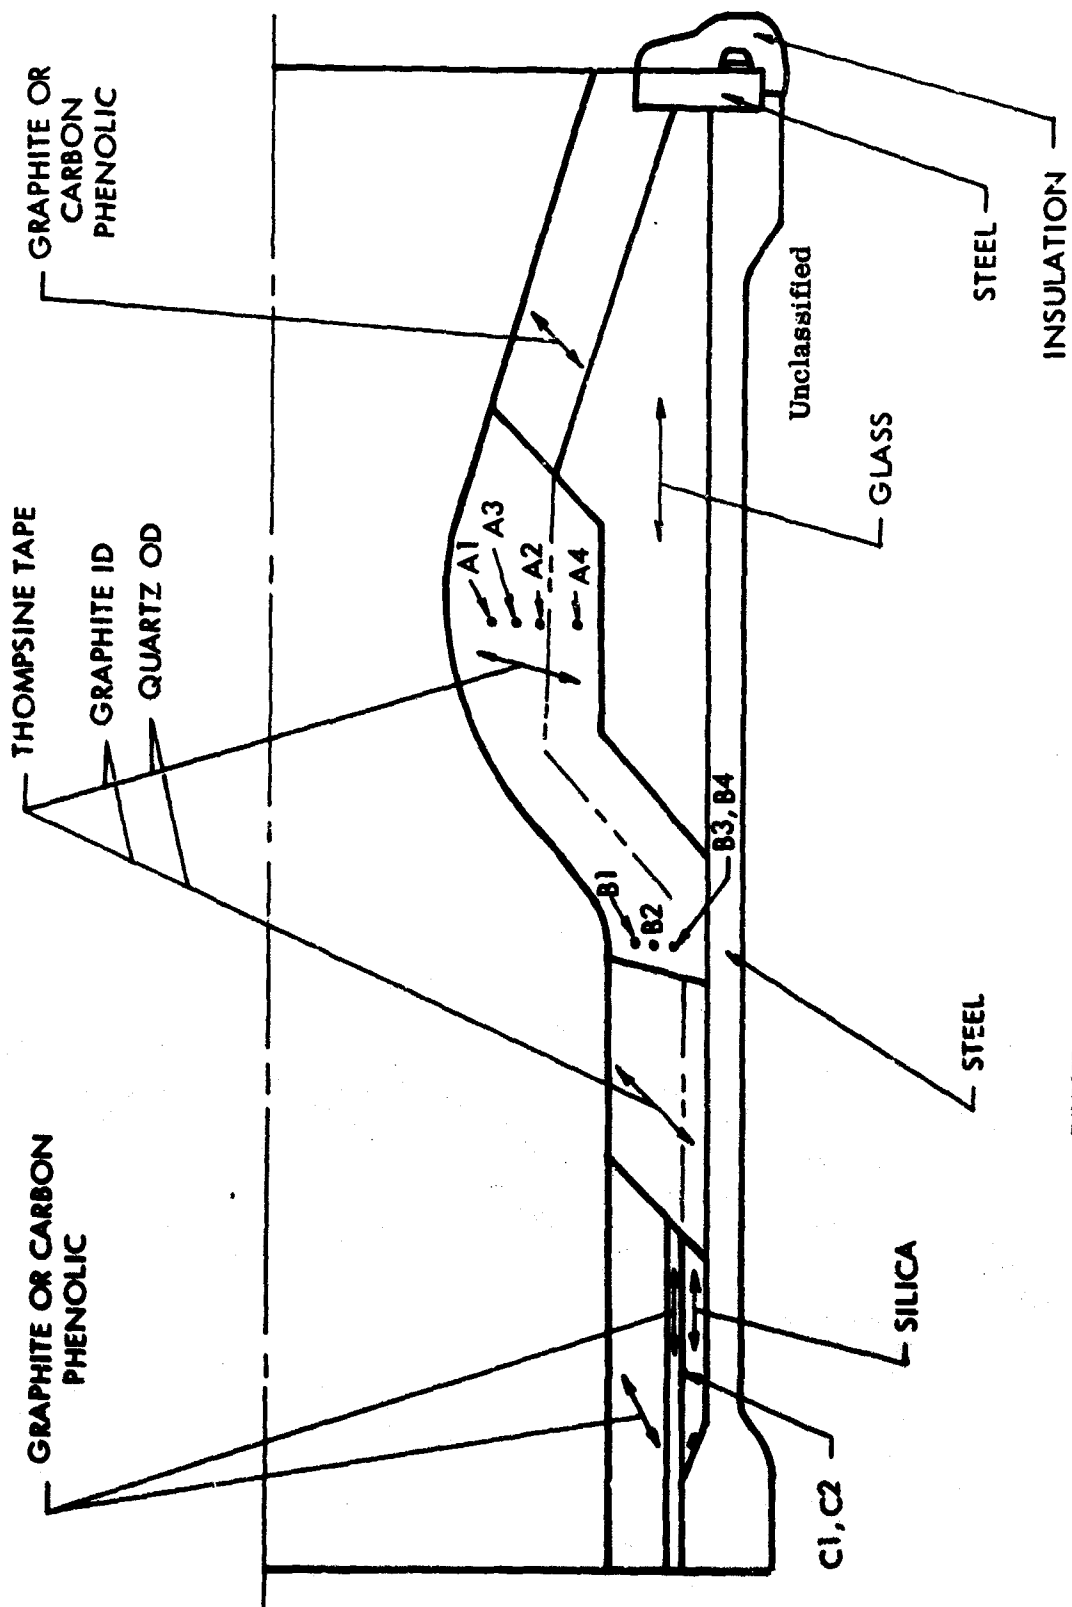 GRAPHITE OR CARBON
PHENOLIC
THOMPSINE TAPE
GRAPHITE ID
QUARTZ OD
GRAPHITE OR
CARBON
PHENOLIC
A1
A3
A2
A4
B1
B2
B3, B4
C1, C2
SILICA
STEEL
GLASS
Unclassified
STEEL
INSULATION